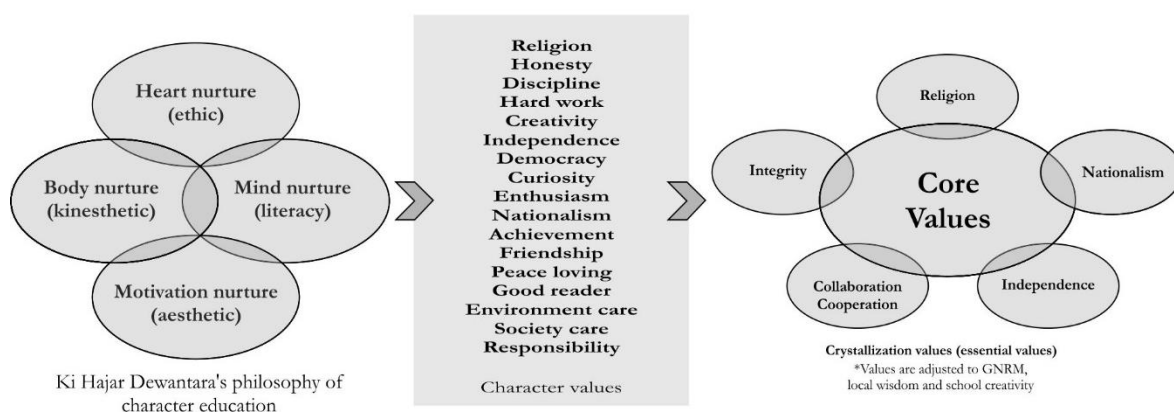 Heart nurture
(ethic)
Body nurture
(kinesthetic)
Mind nurture
(literacy)
Motivation nurture
(aesthetic)
Ki Hajar Dewantara's philosophy of
character education
Religion
Honesty
Discipline
Hard work
Creativity
Independence
Democracy
Curiosity
Enthusiasm
Nationalism
Achievement
Friendship
Peace loving
Good reader
Environment care
Society care
Responsibility
Character values
Religion
Integrity
Nationalism
Core
Values
Collaboration
Cooperation
Independence
Crystallization values (essential values)
*Values are adjusted to GNRM,
local wisdom and school creativity